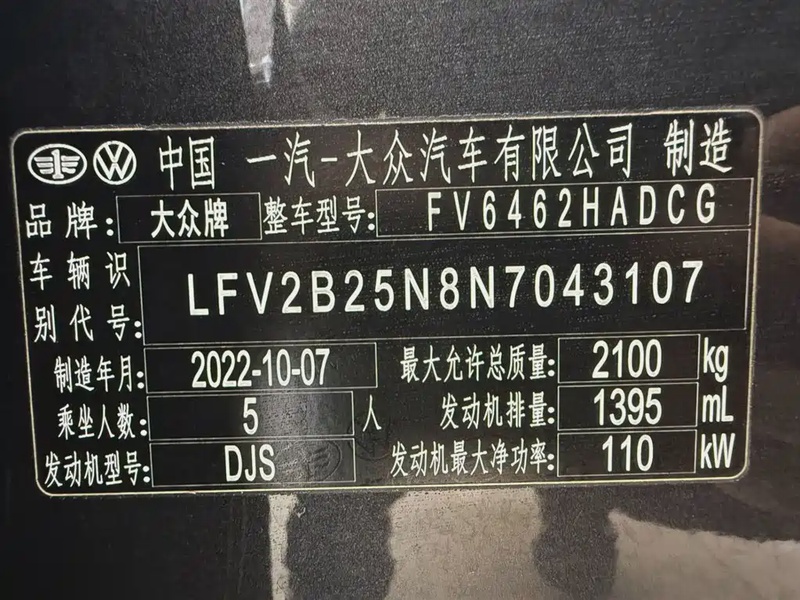 中国 一汽-大众汽车有限公司 制造
品牌: 大众牌 整车型号: FV6462HADCG
车辆识别代号: LFV2B25N8N7043107
制造年月: 2022-10-07 最大允许总质量: 2100 kg
乘坐人数: 5 人 发动机排量: 1395 mL
发动机型号: DJS 发动机最大净功率: 110 kW